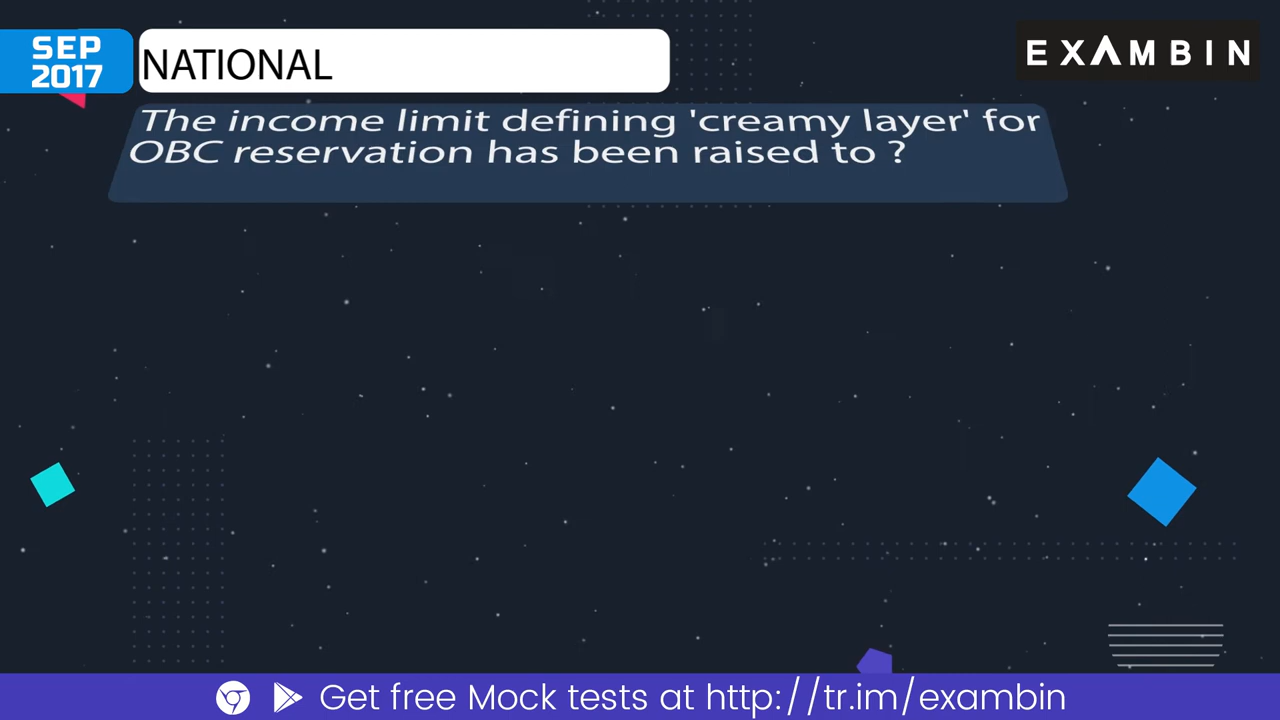 SEP
2017
NATIONAL
EXAMBIN
The income limit defining 'creamy layer' for
OBC reservation has been raised to ?
Get free Mock tests at http://tr.im/exambin